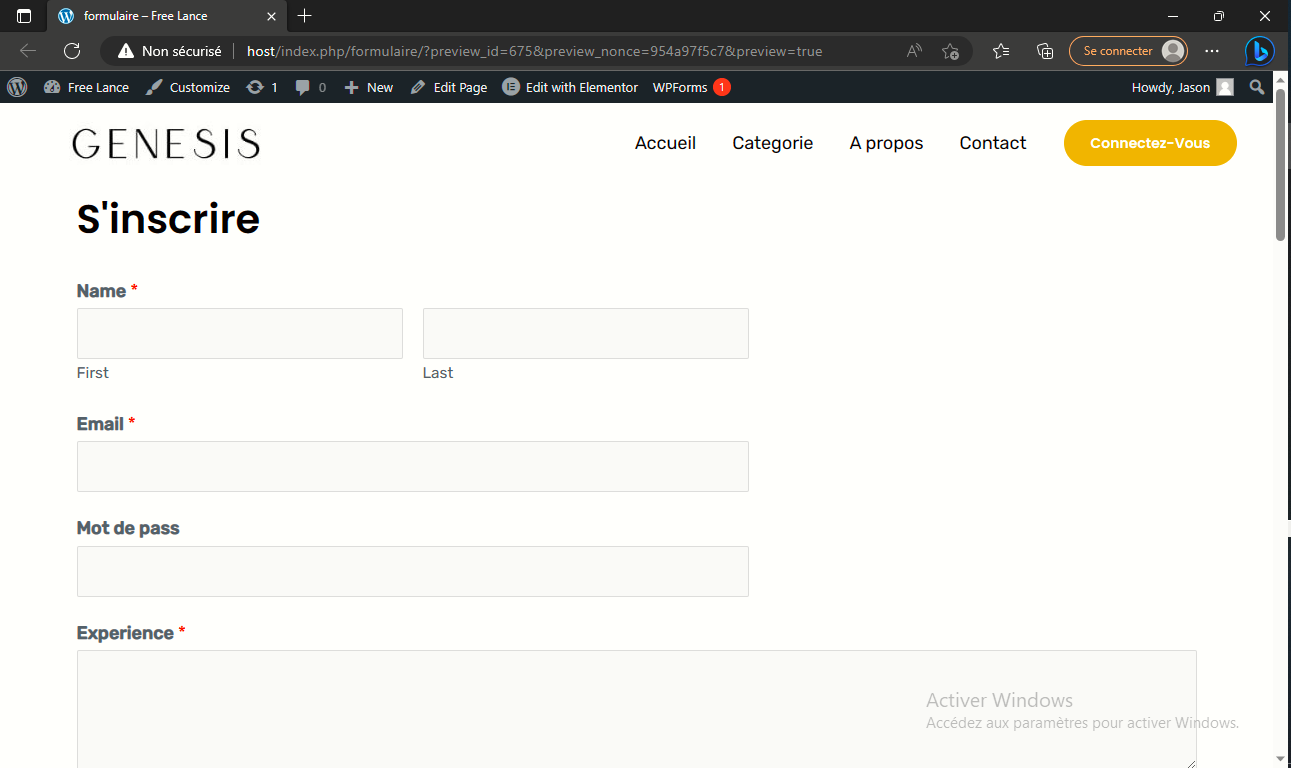 formulaire – Free Lance
Non sécurisé host/index.php/formulaire/?preview_id=675&preview_nonce=954a97f5c7&preview=true Se connecter
Free Lance Customize 1 0 New Edit Page Edit with Elementor WPForms 1 Howdy, Jason
GENESIS Accueil Categorie A propos Contact Connectez-Vous
S'inscrire
Name *
First Last
Email *
Mot de pass
Experience *
Activer Windows
Accédez aux paramètres pour activer Windows.